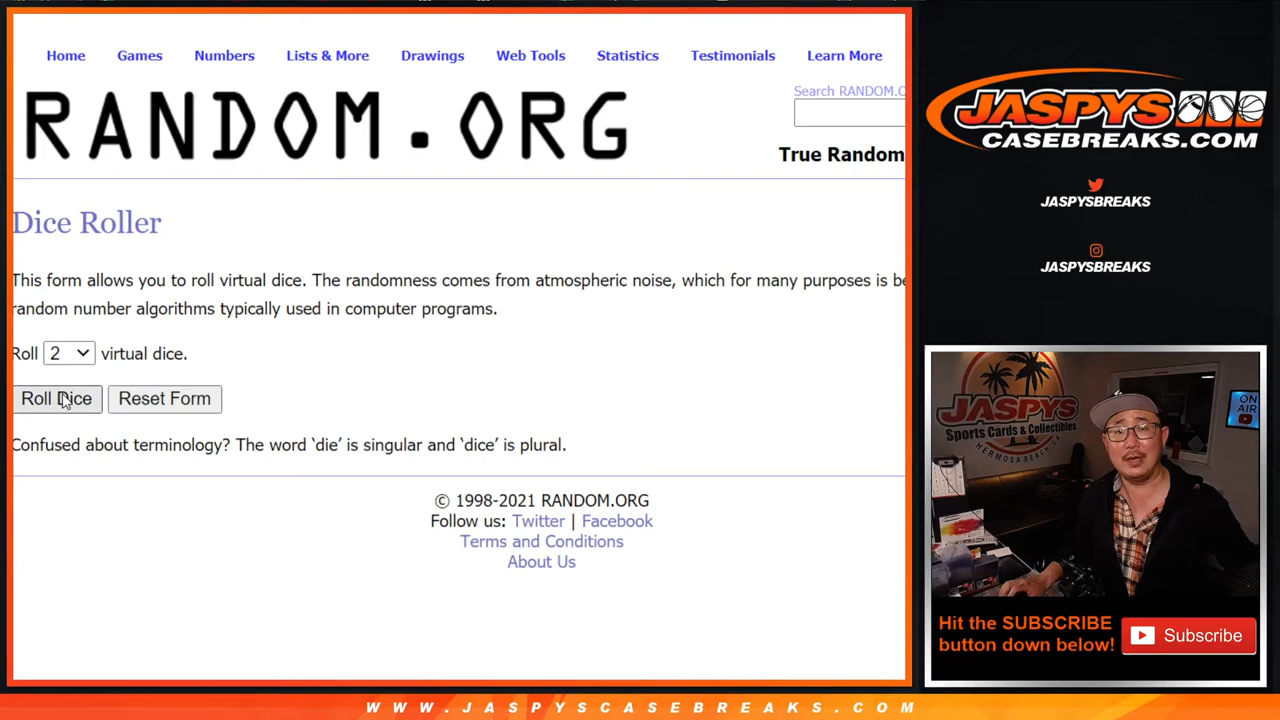 Home Games Numbers Lists & More Drawings Web Tools Statistics Testimonials Learn More
RANDOM.ORG
Search RANDOM.O
True Random
Dice Roller
This form allows you to roll virtual dice. The randomness comes from atmospheric noise, which for many purposes is be
random number algorithms typically used in computer programs.
Roll 2 virtual dice.
Roll Dice Reset Form
Confused about terminology? The word ‘die’ is singular and ‘dice’ is plural.
© 1998-2021 RANDOM.ORG
Follow us: Twitter | Facebook
Terms and Conditions
About Us
JASPYS
CASEBREAKS.COM
JASPYSBREAKS
JASPYSBREAKS
JASPYS
Sports Cards & Collectibles
HERMOSA BEACH, CA
ON
AIR
Hit the SUBSCRIBE
button down below!
Subscribe
WWW.JASPYSCASEBREAKS.COM